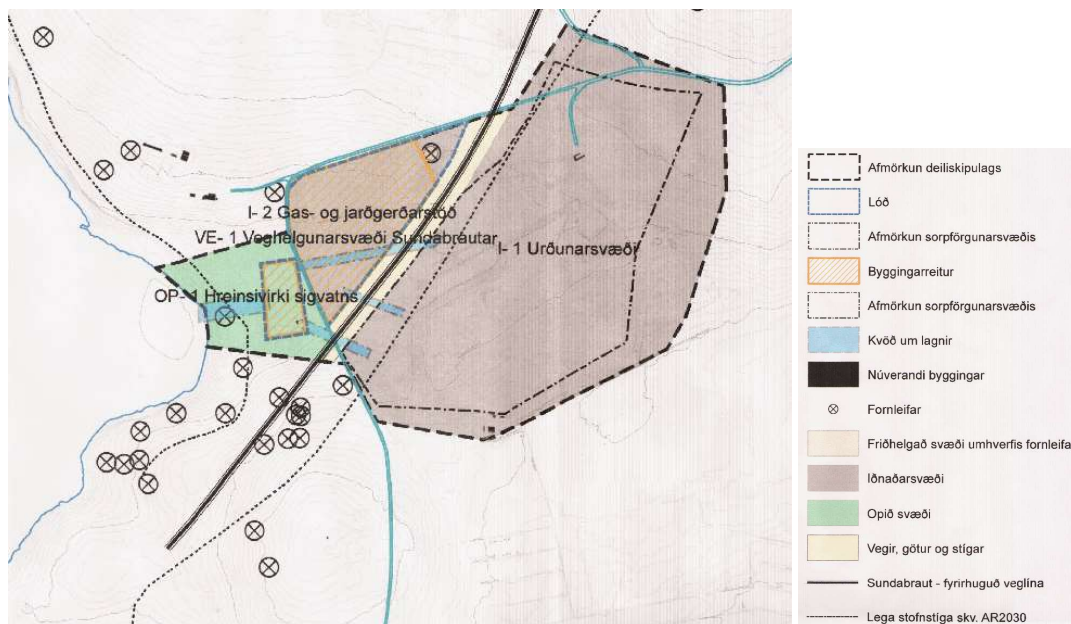 I- 2 Gas- og jarðgerðarstöð
VE- 1 Veghelgunarsvæði Sundabrautar
I- 1 Urðunarsvæði
OP- 1 Hreinsivirki sigvatns
Afmörkun deiliskipulags
Lóð
Afmörkun sorpförgunarsvæðis
Byggingarreitur
Afmörkun sorpförgunarsvæðis
Kvöð um lagnir
Núverandi byggingar
Fornleifar
Friðhelgað svæði umhverfis fornleifa
Iðnaðarsvæði
Opið svæði
Vegir, götur og stígar
Sundabraut - fyrirhuguð veglína
Lega stofnstíga skv. AR2030